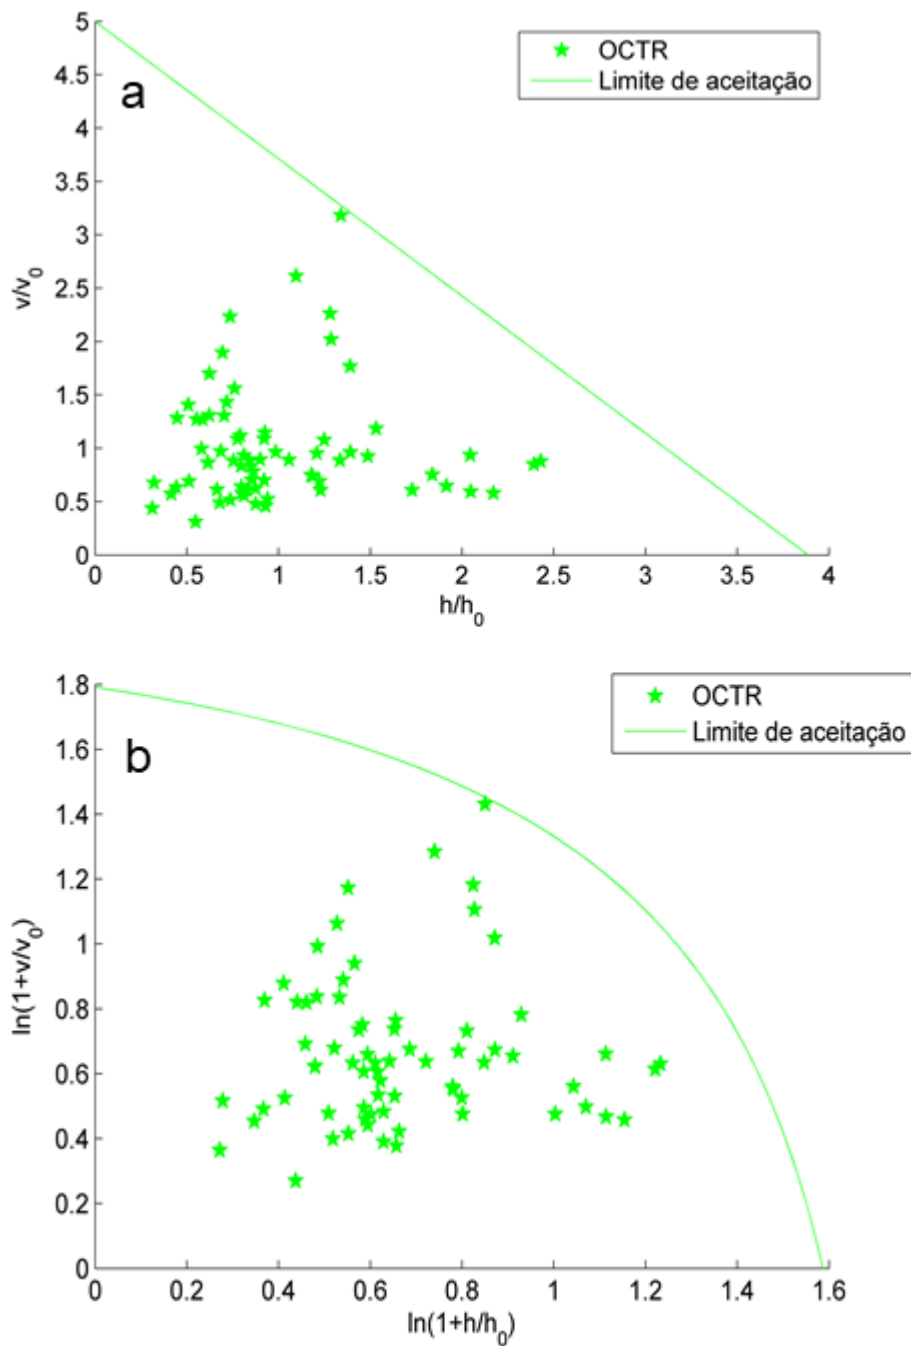 5
4.5
4
3.5
3
2.5
2
1.5
1
0.5
0
a
OCTR
Limite de aceitação
v/v0
0 0.5 1 1.5 2 2.5 3 3.5 4
h/h0
1.8
1.6
1.4
1.2
1
0.8
0.6
0.4
0.2
0
b
OCTR
Limite de aceitação
ln(1+v/v0)
0 0.2 0.4 0.6 0.8 1 1.2 1.4 1.6
ln(1+h/h0)